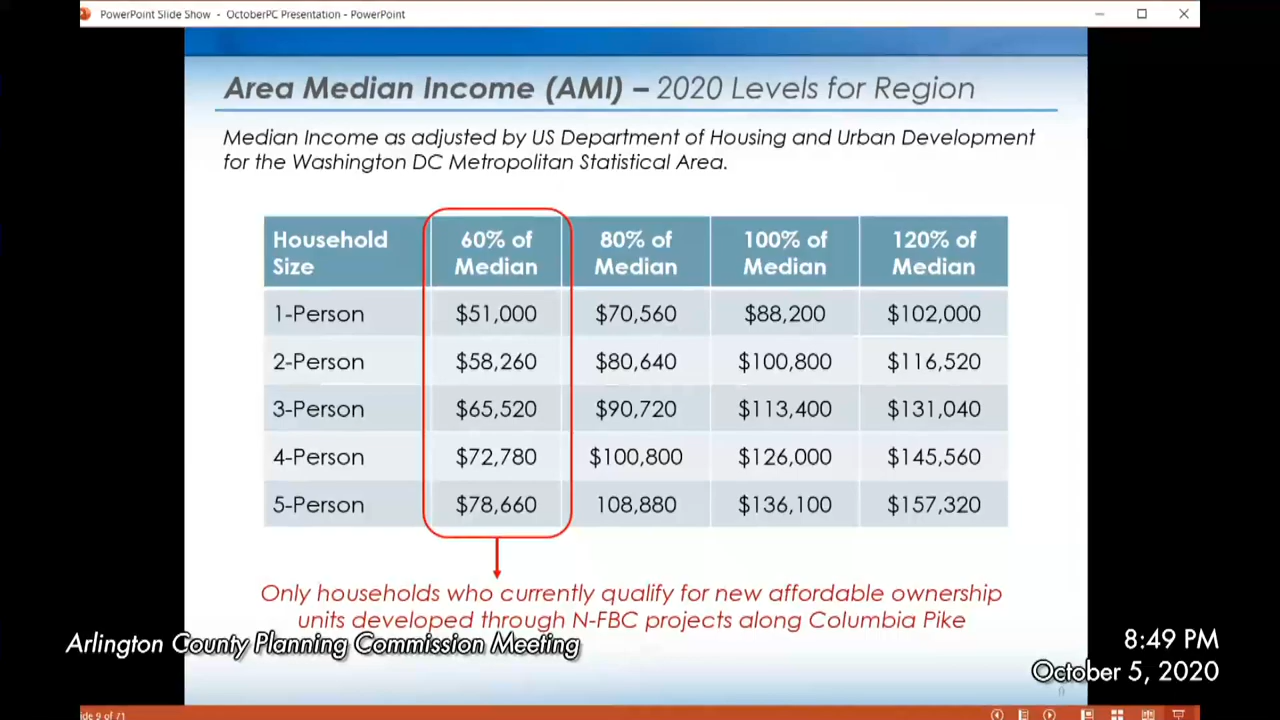 PowerPoint Slide Show - OctoberPC Presentation - PowerPoint
Area Median Income (AMI) – 2020 Levels for Region
Median Income as adjusted by US Department of Housing and Urban Development
for the Washington DC Metropolitan Statistical Area.
Household Size 60% of Median 80% of Median 100% of Median 120% of Median
1-Person $51,000 $70,560 $88,200 $102,000
2-Person $58,260 $80,640 $100,800 $116,520
3-Person $65,520 $90,720 $113,400 $131,040
4-Person $72,780 $100,800 $126,000 $145,560
5-Person $78,660 108,880 $136,100 $157,320
Only households who currently qualify for new affordable ownership
units developed through N-FBC projects along Columbia Pike
Arlington County Planning Commission Meeting
8:49 PM
October 5, 2020
ide 9 of 71